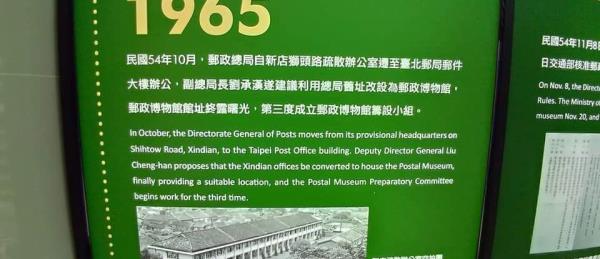 1965
民國54年10月，郵政總局自新店獅頭路疏散辦公室遷至臺北郵局郵件
大樓辦公，副總局長劉承漢遂建議利用總局舊址改設為郵政博物館，
郵政博物館館址終露曙光，第三度成立郵政博物館籌設小組。
In October, the Directorate General of Posts moves from its provisional headquarters on
Shihtow Road, Xindian, to the Taipei Post Office building. Deputy Director General Liu
Cheng-han proposes that the Xindian offices be converted to house the Postal Museum,
finally providing a suitable location, and the Postal Museum Preparatory Committee
begins work for the third time.
民國54年11月8日
日交通部核准郵政
On Nov. 8, the Direct
Rules. The Ministry o
museum Nov. 20, and